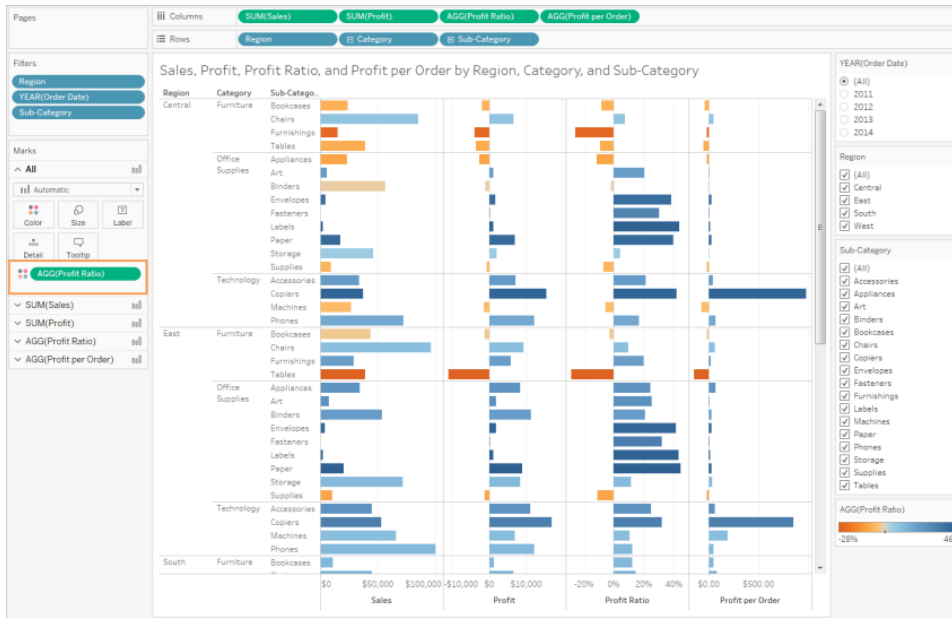 Pages
Columns
SUM(Sales)
SUM(Profit)
AGG(Profit Ratio)
AGG(Profit per Order)
Rows
Region
Category
Sub-Category
Filters
Region
YEAR(Order Date)
Sub-Category
Marks
All
Automatic
Color Size Label
Detail Tooltip
AGG(Profit Ratio)
SUM(Sales)
SUM(Profit)
AGG(Profit Ratio)
AGG(Profit per Order)
Sales, Profit, Profit Ratio, and Profit per Order by Region, Category, and Sub-Category
Region Category Sub-Catego..
Central Furniture Bookcases
Chairs
Furnishings
Tables
Office Supplies Appliances
Art
Binders
Envelopes
Fasteners
Labels
Paper
Storage
Supplies
Technology Accessories
Copiers
Machines
Phones
East Furniture Bookcases
Chairs
Furnishings
Tables
Office Supplies Appliances
Art
Binders
Envelopes
Fasteners
Labels
Paper
Storage
Supplies
Technology Accessories
Copiers
Machines
Phones
South Furniture Bookcases
$0 $50,000 $100,000 -$10,000 $0 $10,000 -20% 0% 20% 40% $0.00 $500.00
Sales Profit Profit Ratio Profit per Order
YEAR(Order Date)
(All)
2011
2012
2013
2014
Region
(All)
Central
East
South
West
Sub-Category
(All)
Accessories
Appliances
Art
Binders
Bookcases
Chairs
Copiers
Envelopes
Fasteners
Furnishings
Labels
Machines
Paper
Phones
Storage
Supplies
Tables
AGG(Profit Ratio)
-28% 46